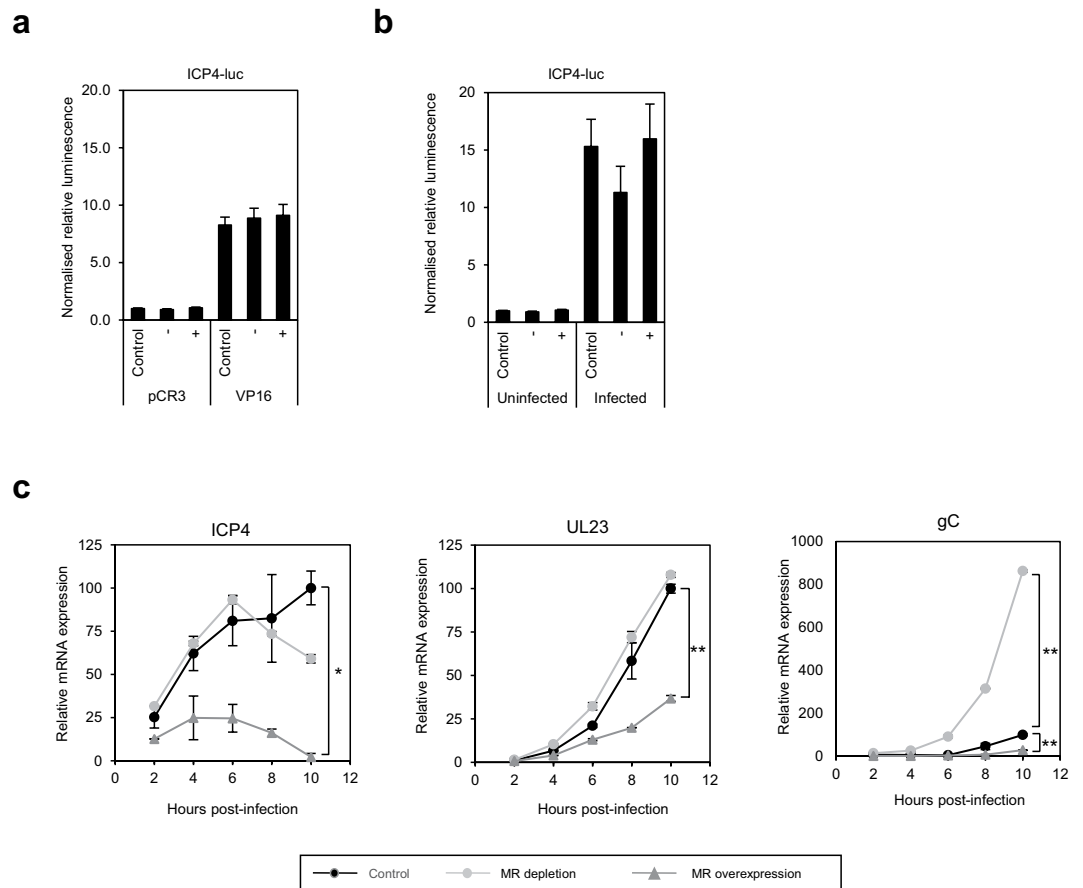 a
ICP4-luc
Normalised relative luminescence
20.0
15.0
10.0
5.0
0.0
Control
-
+
Control
-
+
pCR3
VP16
b
ICP4-luc
Normalised relative luminescence
20
15
10
5
0
Control
-
+
Control
-
+
Uninfected
Infected
c
ICP4
Relative mRNA expression
125
100
75
50
25
0
0 2 4 6 8 10 12
Hours post-infection
*
UL23
Relative mRNA expression
125
100
75
50
25
0
0 2 4 6 8 10 12
Hours post-infection
**
gC
Relative mRNA expression
1000
800
600
400
200
0
0 2 4 6 8 10 12
Hours post-infection
**
**
Control MR depletion MR overexpression